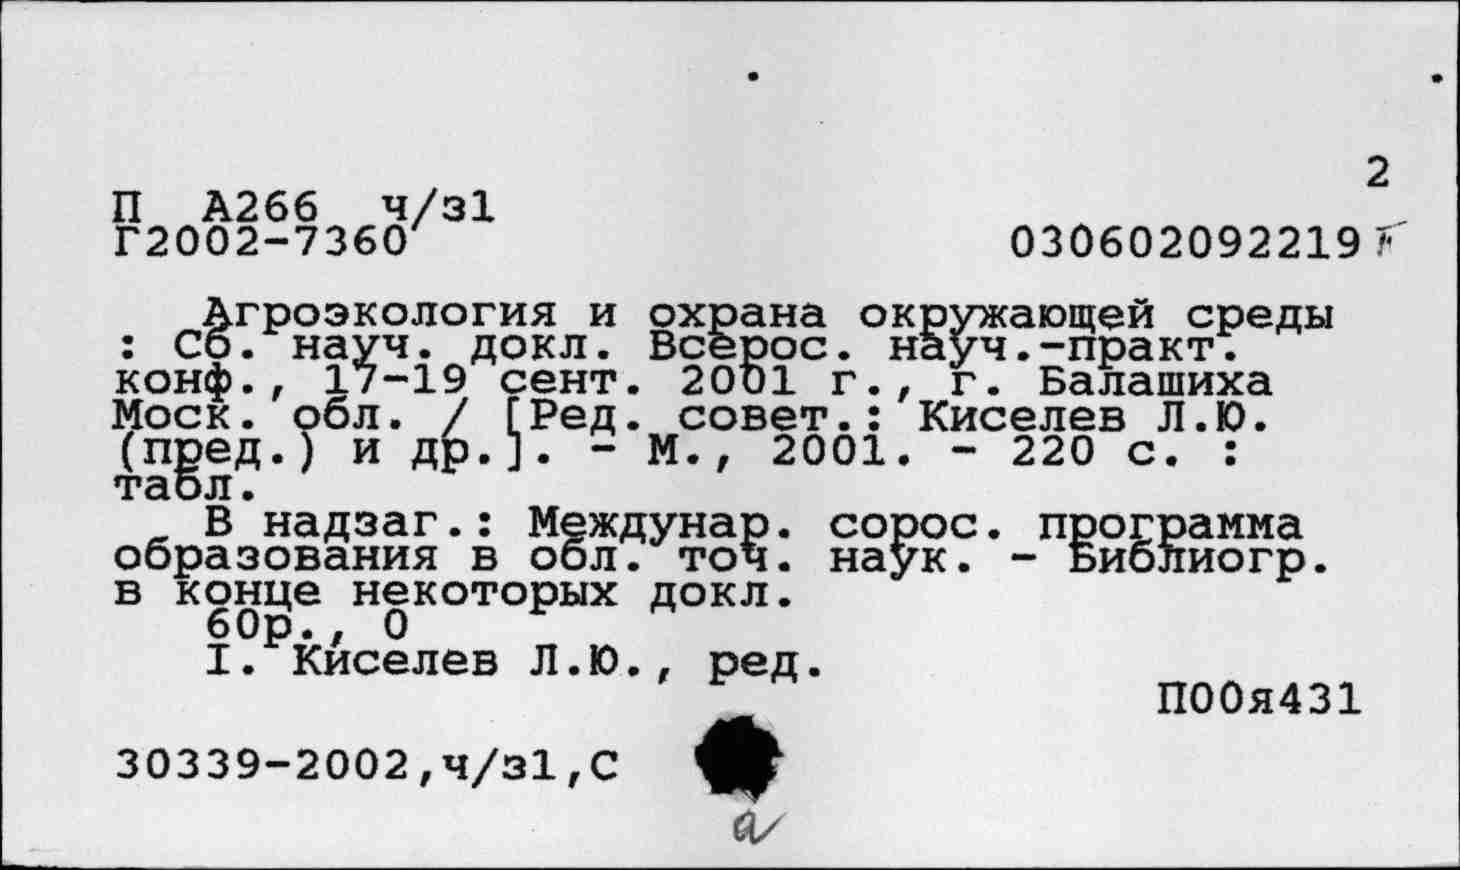 2
П А266 ч/з1
Г2002-7360
030602092219
Агроэкология и охрана окружающей среды
: Сб. науч. докл. Всерос. науч.-практ.
конф., 17-19 сент. 2001 г., г. Балашиха
Моск. обл. / [Ред. совет.: Киселев Л.Ю.
(пред.) и др.]. - М., 2001. - 220 с. :
табл.
В надзаг.: Междунар. сорос. программа
образования в обл. точ. наук. - Библиогр.
в конце некоторых докл.
60р., 0
I. Киселев Л.Ю., ред.
П00я431
30339-2002,ч/з1,С